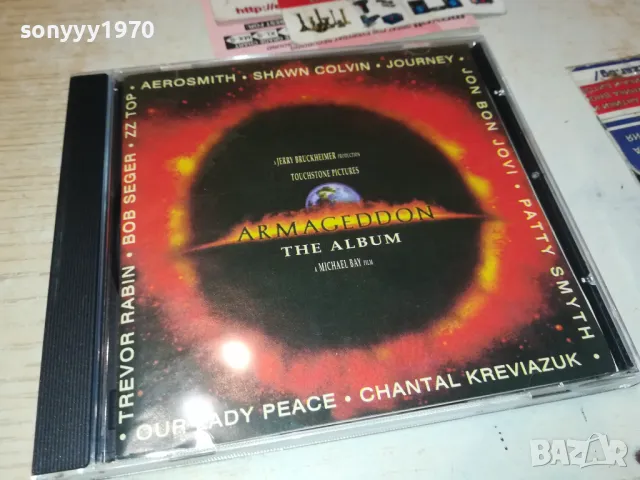 sonyyy1970
• AEROSMITH • SHAWN COLVIN • JOURNEY •
JON BON JOVI • PATTY SMYTH •
• TREVOR RABIN • BOB SEGER • ZZ TOP
• OUR LADY PEACE • CHANTAL KREVIAZUK •
A JERRY BRUCKHEIMER PRODUCTION
TOUCHSTONE PICTURES
ARMAGEDDON
THE ALBUM
A MICHAEL BAY FILM
BAZAR